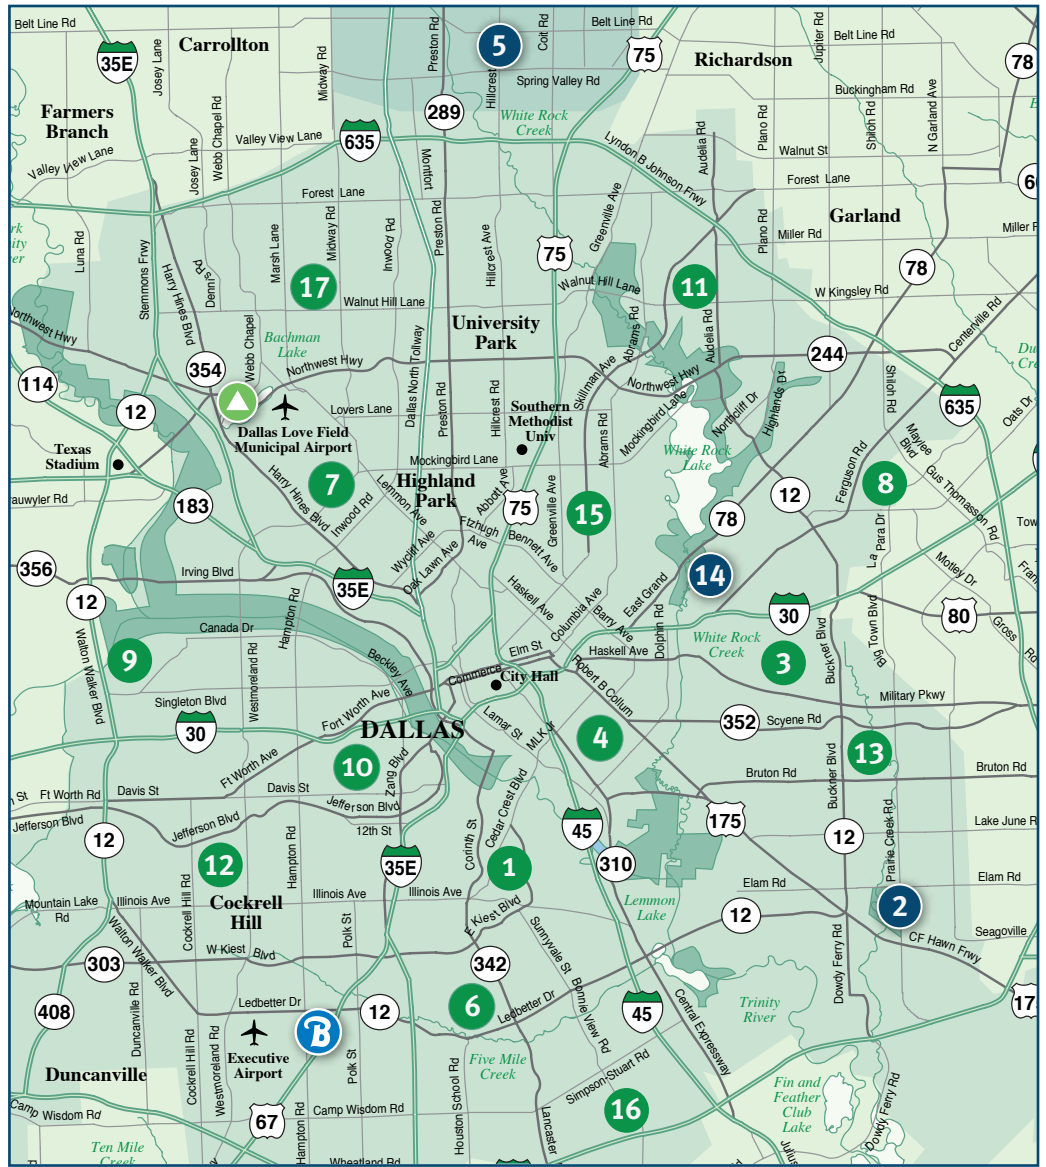 Belt Line Rd
Carrollton
35E
Josey Lane
Midway Rd
Preston Rd
5
Hillcrest
Coit Rd
Belt Line Rd
75
Richardson
Jupiter Rd
Belt Line Rd
78
Spring Valley Rd
Buckingham Rd
Farmers
Branch
Webb Chapel Rd
289
White Rock
Creek
Valley View Lane
635
Valley View Lane
Josey Lane
Montfort
Lyndon B Johnson Frwy
Audelia Rd
Plano Rd
Shiloh Rd
N Garland Ave
Walnut St
Forest Lane
Forest Lane
Garland
Luna Rd
Stemmons Frwy
Harry Hines Blvd
Dennis Rd
Marsh Lane
Midway Rd
Inwood Rd
Preston Rd
Hillcrest Ave
75
Greenville Ave
Plano Rd
Miller Rd
78
17
Walnut Hill Lane
Walnut Hill Lane
11
W Kingsley Rd
Centerville Rd
Northwest Hwy
University
Park
Bachman
Lake
Webb Chapel
Northwest Hwy
Dallas North Tollway
Abrams Rd
Audelia Rd
244
114
354
12
Skillman Ave
Northwest Hwy
Shiloh Rd
635
Oats Dr
Lovers Lane
Preston Rd
Hillcrest Rd
Southern
Methodist
Univ
Mockingbird Lane
Northcliff Dr
Highlands Dr
Dallas Love Field
Municipal Airport
Texas
Stadium
Mockingbird Lane
Abrams Rd
White Rock
Lake
Maylee
Blvd
Ferguson Rd
Gus Thomasson Rd
7
Highland
Park
8
183
Harry Hines Blvd
Inwood Rd
Lemmon Ave
Abbott Ave
75
Greenville Ave
15
78
12
Wycliff Ave
Oak Lawn Ave
Fitzhugh
Ave
Bennett Ave
La Para Dr
Motley Dr
356
Irving Blvd
35E
14
12
Haskell Ave
Columbia Ave
Barry Ave
East Grand
Dolphin Rd
30
80
Gross
Canada Dr
Hampton Rd
Walton Walker Blvd
9
Westmoreland Rd
Beckley Ave
Elm St
Haskell Ave
White Rock
Creek
3
Buckner Blvd
Big Town Blvd
Commerce
City Hall
Robert B Collum
Singleton Blvd
Fort Worth Ave
DALLAS
Lamar St
MLK Jr
4
352
Scyene Rd
Military Pkwy
30
13
Ft Worth Ave
10
Zang Blvd
Bruton Rd
Bruton Rd
Buckner Blvd
Ft Worth Rd
Davis St
Davis St
Jefferson Blvd
Jefferson Blvd
Jefferson Blvd
12th St
Corinth St
Cedar Crest Blvd
45
175
12
Prairie Creek Rd
12
12
Hampton Rd
35E
1
310
Elam Rd
Elam Rd
Mountain Lake
Rd
Illinois Ave
Cockrell Hill Rd
Cockrell
Hill
Illinois Ave
Illinois Ave
Polk St
E Kiest Blvd
Lemmon
Lake
12
2
Seagoville
CF Hawn Frwy
303
Walton Walker Blvd
W Kiest Blvd
342
Sunnyvale St
Dowdy Ferry Rd
408
Duncanville Rd
Ledbetter Dr
12
6
Ledbetter Dr
Bonnie View Rd
45
Central Expressway
Trinity
River
B
Executive
Airport
Cockrell Hill Rd
Westmoreland Rd
Polk St
Five Mile
Creek
Duncanville
Simpson-Stuart Rd
Fin and
Feather
Club
Lake
Dowdy Ferry Rd
Camp Wisdom Rd
67
Hampton Rd
Camp Wisdom Rd
Houston School Rd
Lancaster
16
Ten Mile
Creek
Wheatland Rd